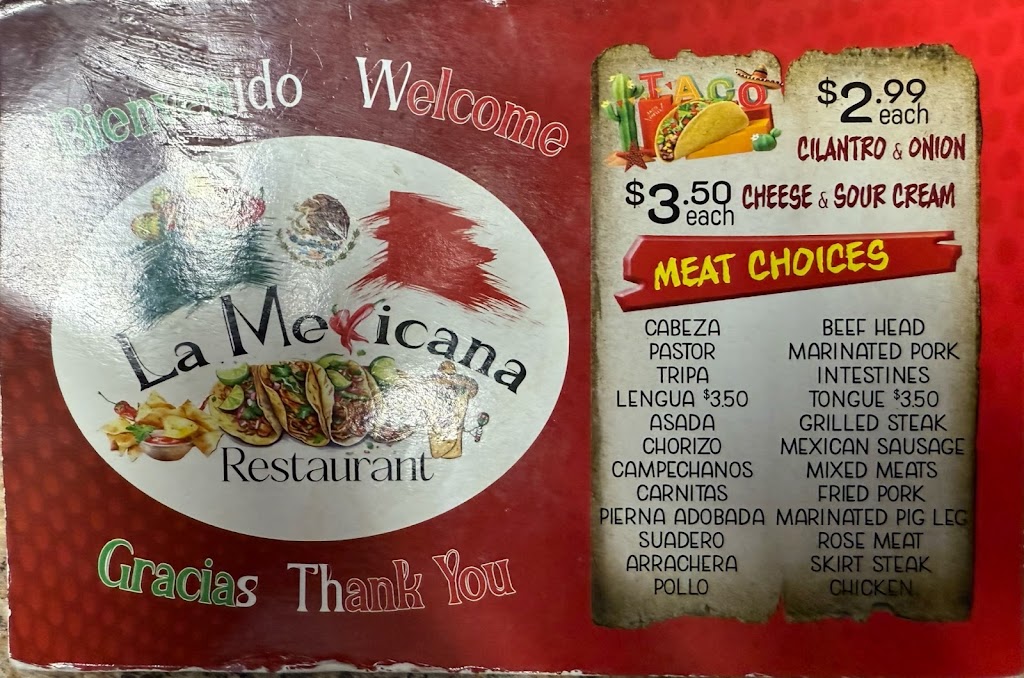 Bienvenido Welcome
La Mexicana
Restaurant
Gracias Thank You
TACO
$2.99 each
CILANTRO & ONION
$3.50 each CHEESE & SOUR CREAM
MEAT CHOICES
CABEZA BEEF HEAD
PASTOR MARINATED PORK
TRIPA INTESTINES
LENGUA $3.50 TONGUE $3.50
ASADA GRILLED STEAK
CHORIZO MEXICAN SAUSAGE
CAMPECHANOS MIXED MEATS
CARNITAS FRIED PORK
PIERNA ADOBADA MARINATED PIG LEG
SUADERO ROSE MEAT
ARRACHERA SKIRT STEAK
POLLO CHICKEN